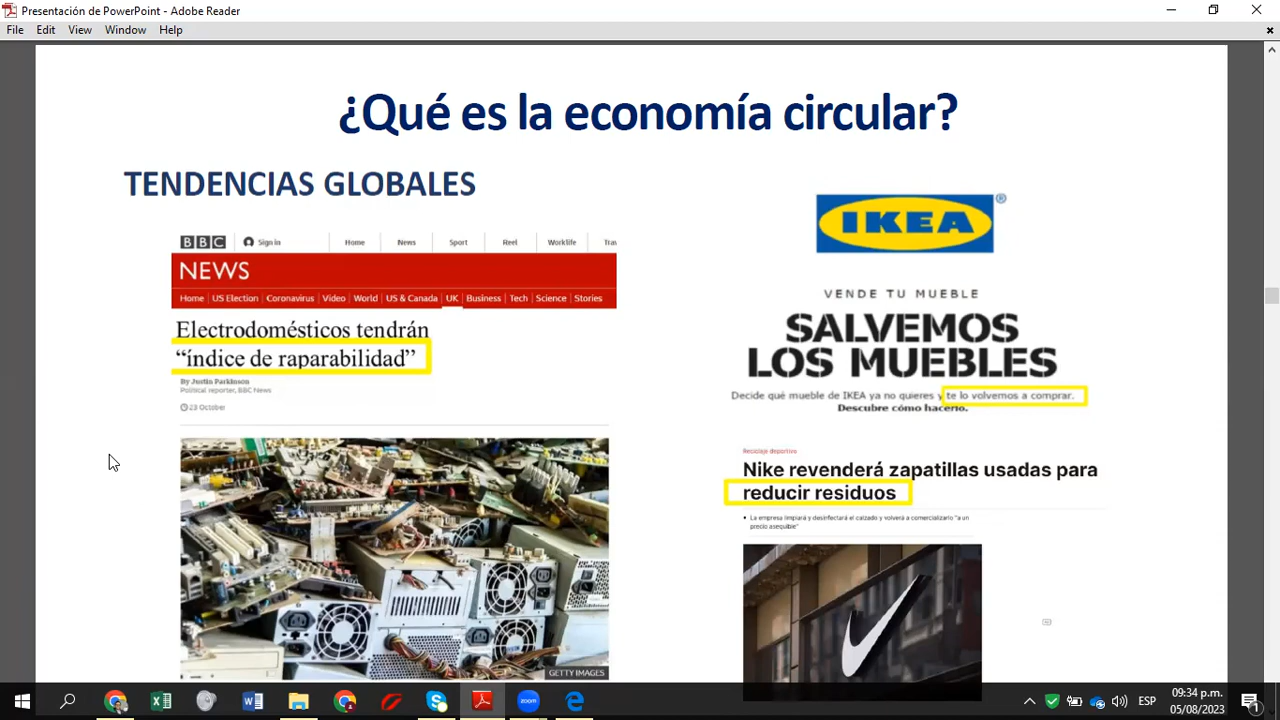 Presentación de PowerPoint - Adobe Reader
File Edit View Window Help
¿Qué es la economía circular?
TENDENCIAS GLOBALES
BBC Sign in Home News Sport Reel Worklife Tra
NEWS
Home US Election Coronavirus Video World US & Canada UK Business Tech Science Stories
Electrodomésticos tendrán
“índice de raparabilidad”
By Justin Parkinson
Political reporter, BBC News
23 October
GETTY IMAGES
IKEA®
VENDE TU MUEBLE
SALVEMOS
LOS MUEBLES
Decide qué mueble de IKEA ya no quieres y te lo volvemos a comprar.
Descubre cómo hacerlo.
Reciclaje deportivo
Nike revenderá zapatillas usadas para
reducir residuos
La empresa limpiará y desinfectará el calzado y volverá a comercializarlo "a un
precio asequible"
zoom
ESP
09:34 p.m.
05/08/2023
1